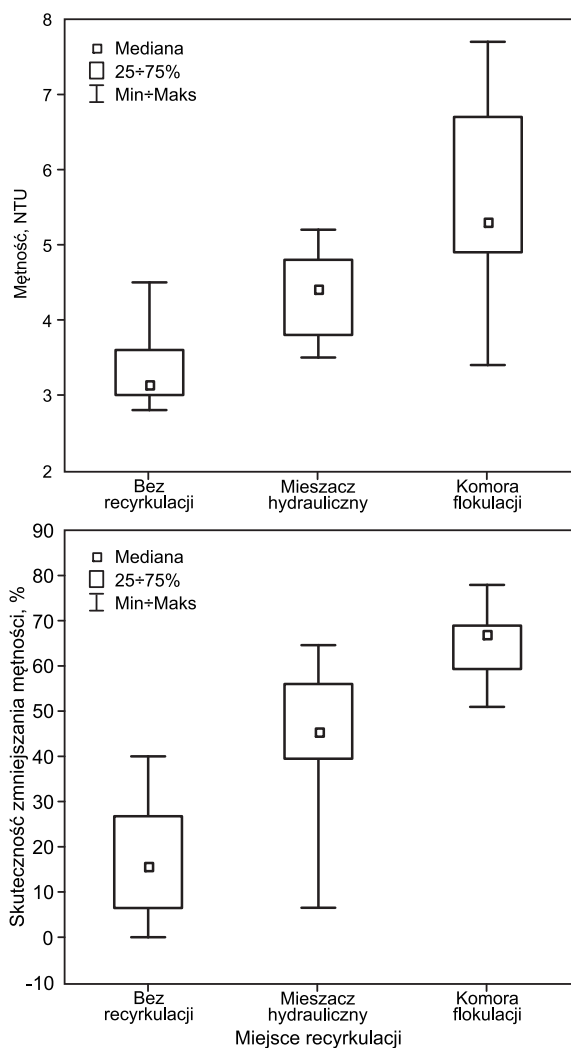 8
Mediana
25÷75%
Min÷Maks
7
6
5
4
3
2
Mętność, NTU
Bez
recyrkulacji
Mieszacz
hydrauliczny
Komora
flokulacji
90
Mediana
80
25÷75%
Min÷Maks
70
60
50
40
30
20
10
0
-10
Skuteczność zmniejszania mętności, %
Bez
recyrkulacji
Mieszacz
hydrauliczny
Komora
flokulacji
Miejsce recyrkulacji